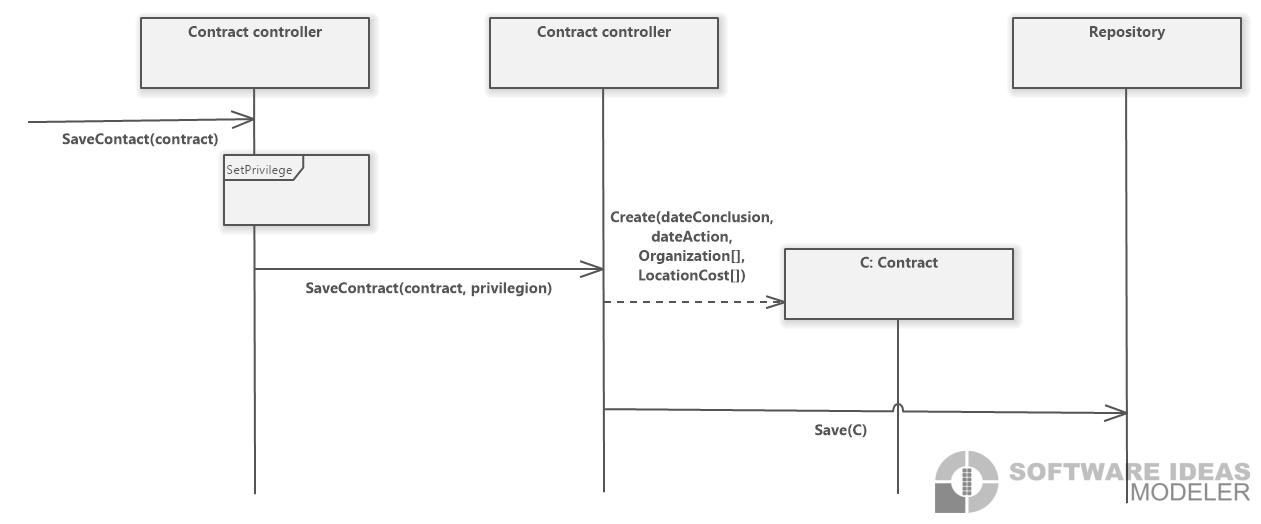 Contract controller
Contract controller
Repository
SaveContact(contract)
SetPrivilege
Create(dateConclusion,
dateAction,
Organization[],
LocationCost[])
C: Contract
SaveContract(contract, privilegion)
Save(C)
SOFTWARE IDEAS
MODELER